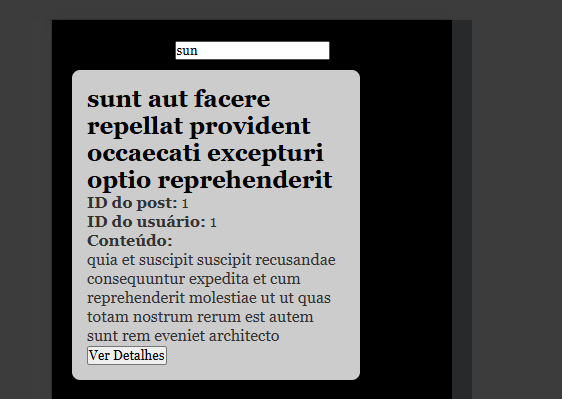 sun
sunt aut facere
repellat provident
occaecati excepturi
optio reprehenderit
ID do post: 1
ID do usuário: 1
Conteúdo:
quia et suscipit suscipit recusandae
consequuntur expedita et cum
reprehenderit molestiae ut ut quas
totam nostrum rerum est autem
sunt rem eveniet architecto
Ver Detalhes